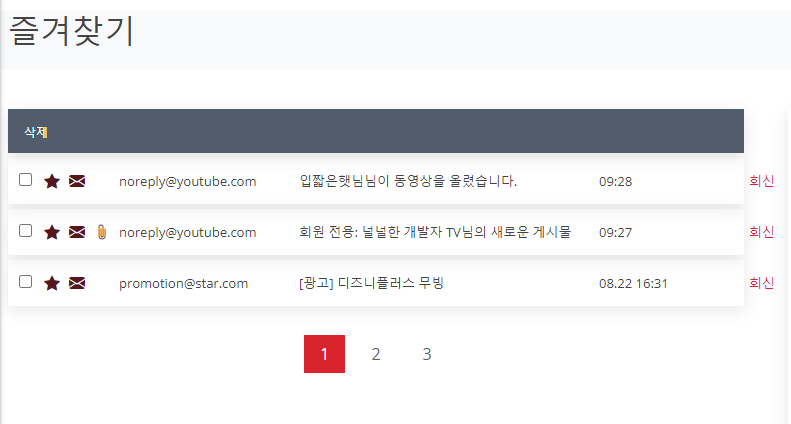 즐겨찾기
삭제
noreply@youtube.com 입짧은햇님님이 동영상을 올렸습니다. 09:28 회신
noreply@youtube.com 회원 전용: 널널한 개발자 TV님의 새로운 게시물 09:27 회신
promotion@star.com [광고] 디즈니플러스 무빙 08.22 16:31 회신
1 2 3